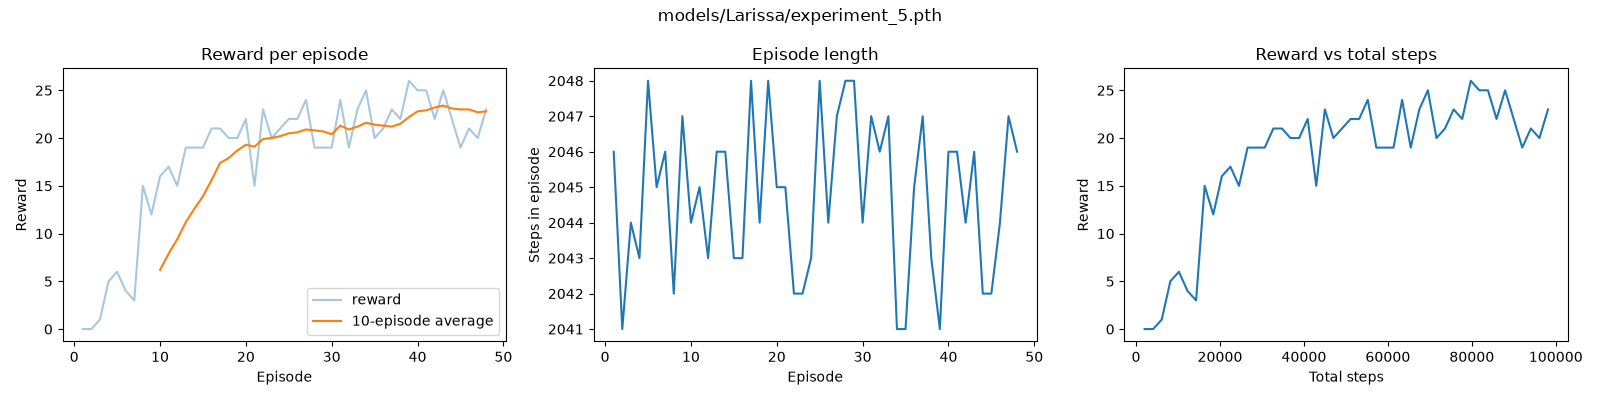 models/Larissa/experiment_5.pth
Reward per episode
Reward
25
20
15
10
5
0
reward
10-episode average
0 10 20 30 40 50
Episode
Episode length
Steps in episode
2048
2047
2046
2045
2044
2043
2042
2041
0 10 20 30 40 50
Episode
Reward vs total steps
Reward
25
20
15
10
5
0
0 20000 40000 60000 80000 100000
Total steps